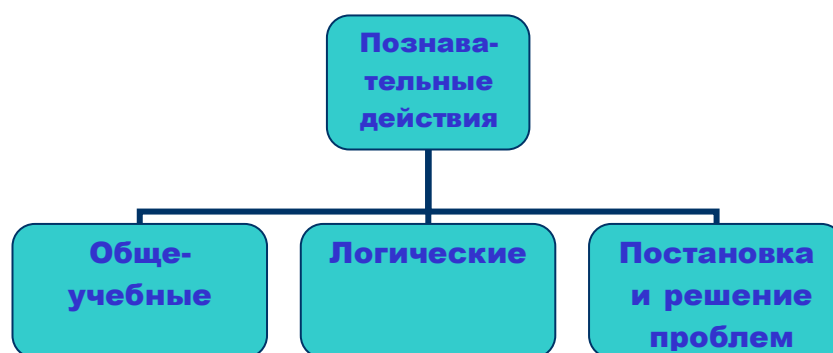 Познава-
тельные
действия
Обще-
учебные
Логические
Постановка
и решение
проблем